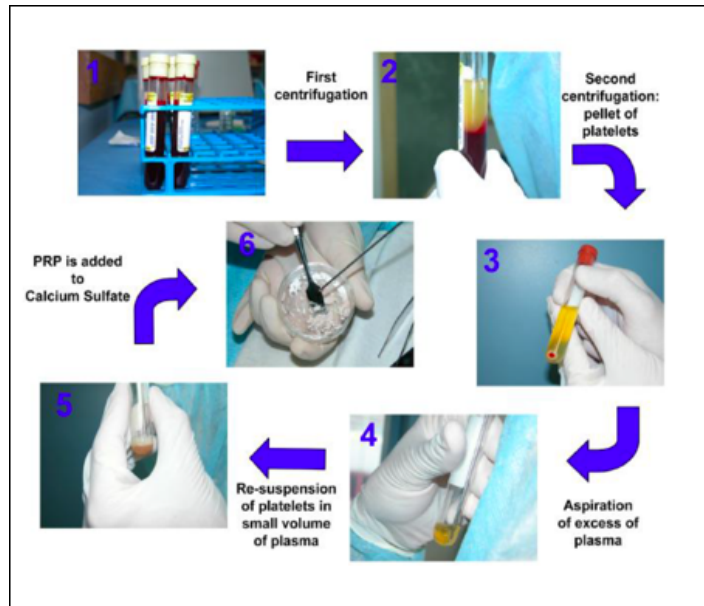 1
First
centrifugation
2
Second
centrifugation:
pellet of
platelets
3
Aspiration
of excess of
plasma
4
Re-suspension
of platelets in
small volume
of plasma
5
PRP is added
to
Calcium Sulfate
6